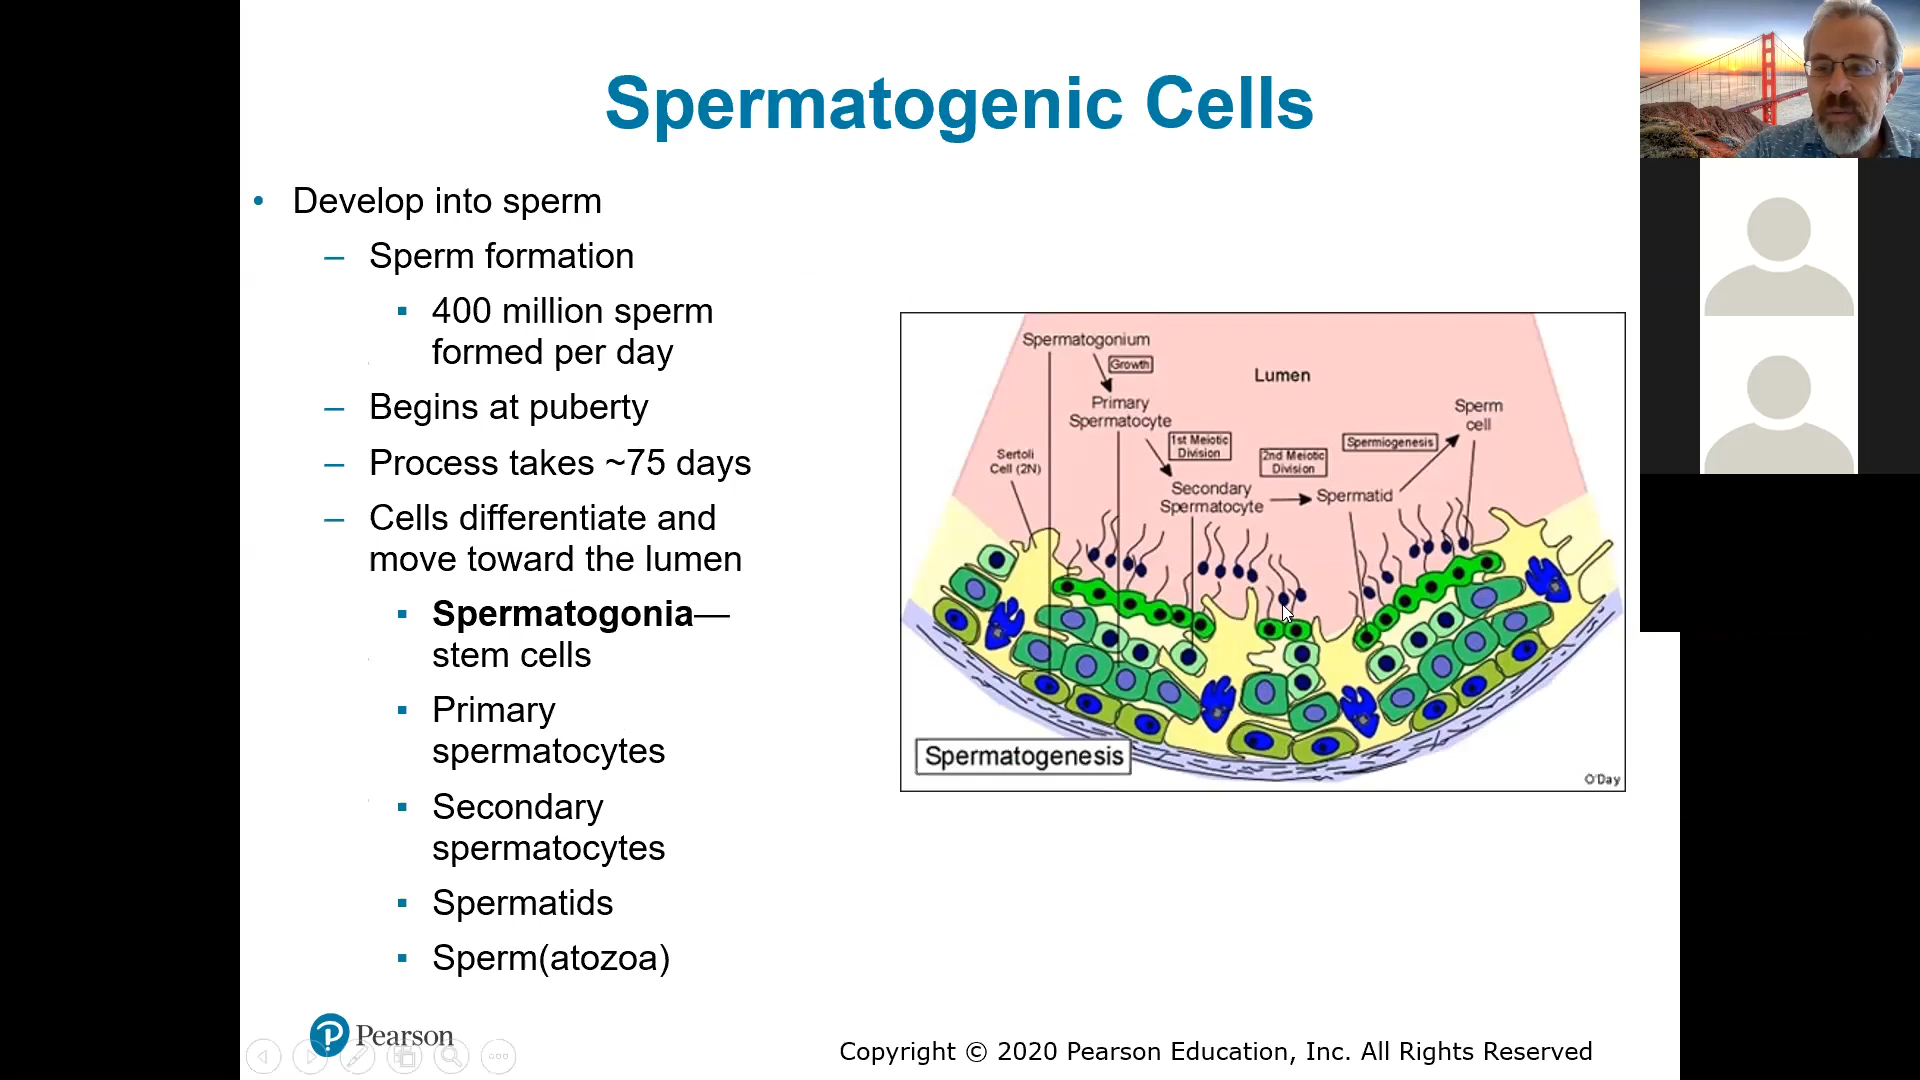 Spermatogenic Cells
• Develop into sperm
– Sperm formation
▪ 400 million sperm
formed per day
– Begins at puberty
– Process takes ~75 days
– Cells differentiate and
move toward the lumen
▪ Spermatogonia—
stem cells
▪ Primary
spermatocytes
▪ Secondary
spermatocytes
▪ Spermatids
▪ Sperm(atozoa)
Spermatogonium
Growth
Lumen
Primary
Spermatocyte
Sperm
cell
1st Meiotic
Division
Spermiogenesis
Sertoli
Cell (2N)
2nd Meiotic
Division
Secondary
Spermatocyte
Spermatid
Spermatogenesis
O'Day
Pearson
Copyright © 2020 Pearson Education, Inc. All Rights Reserved